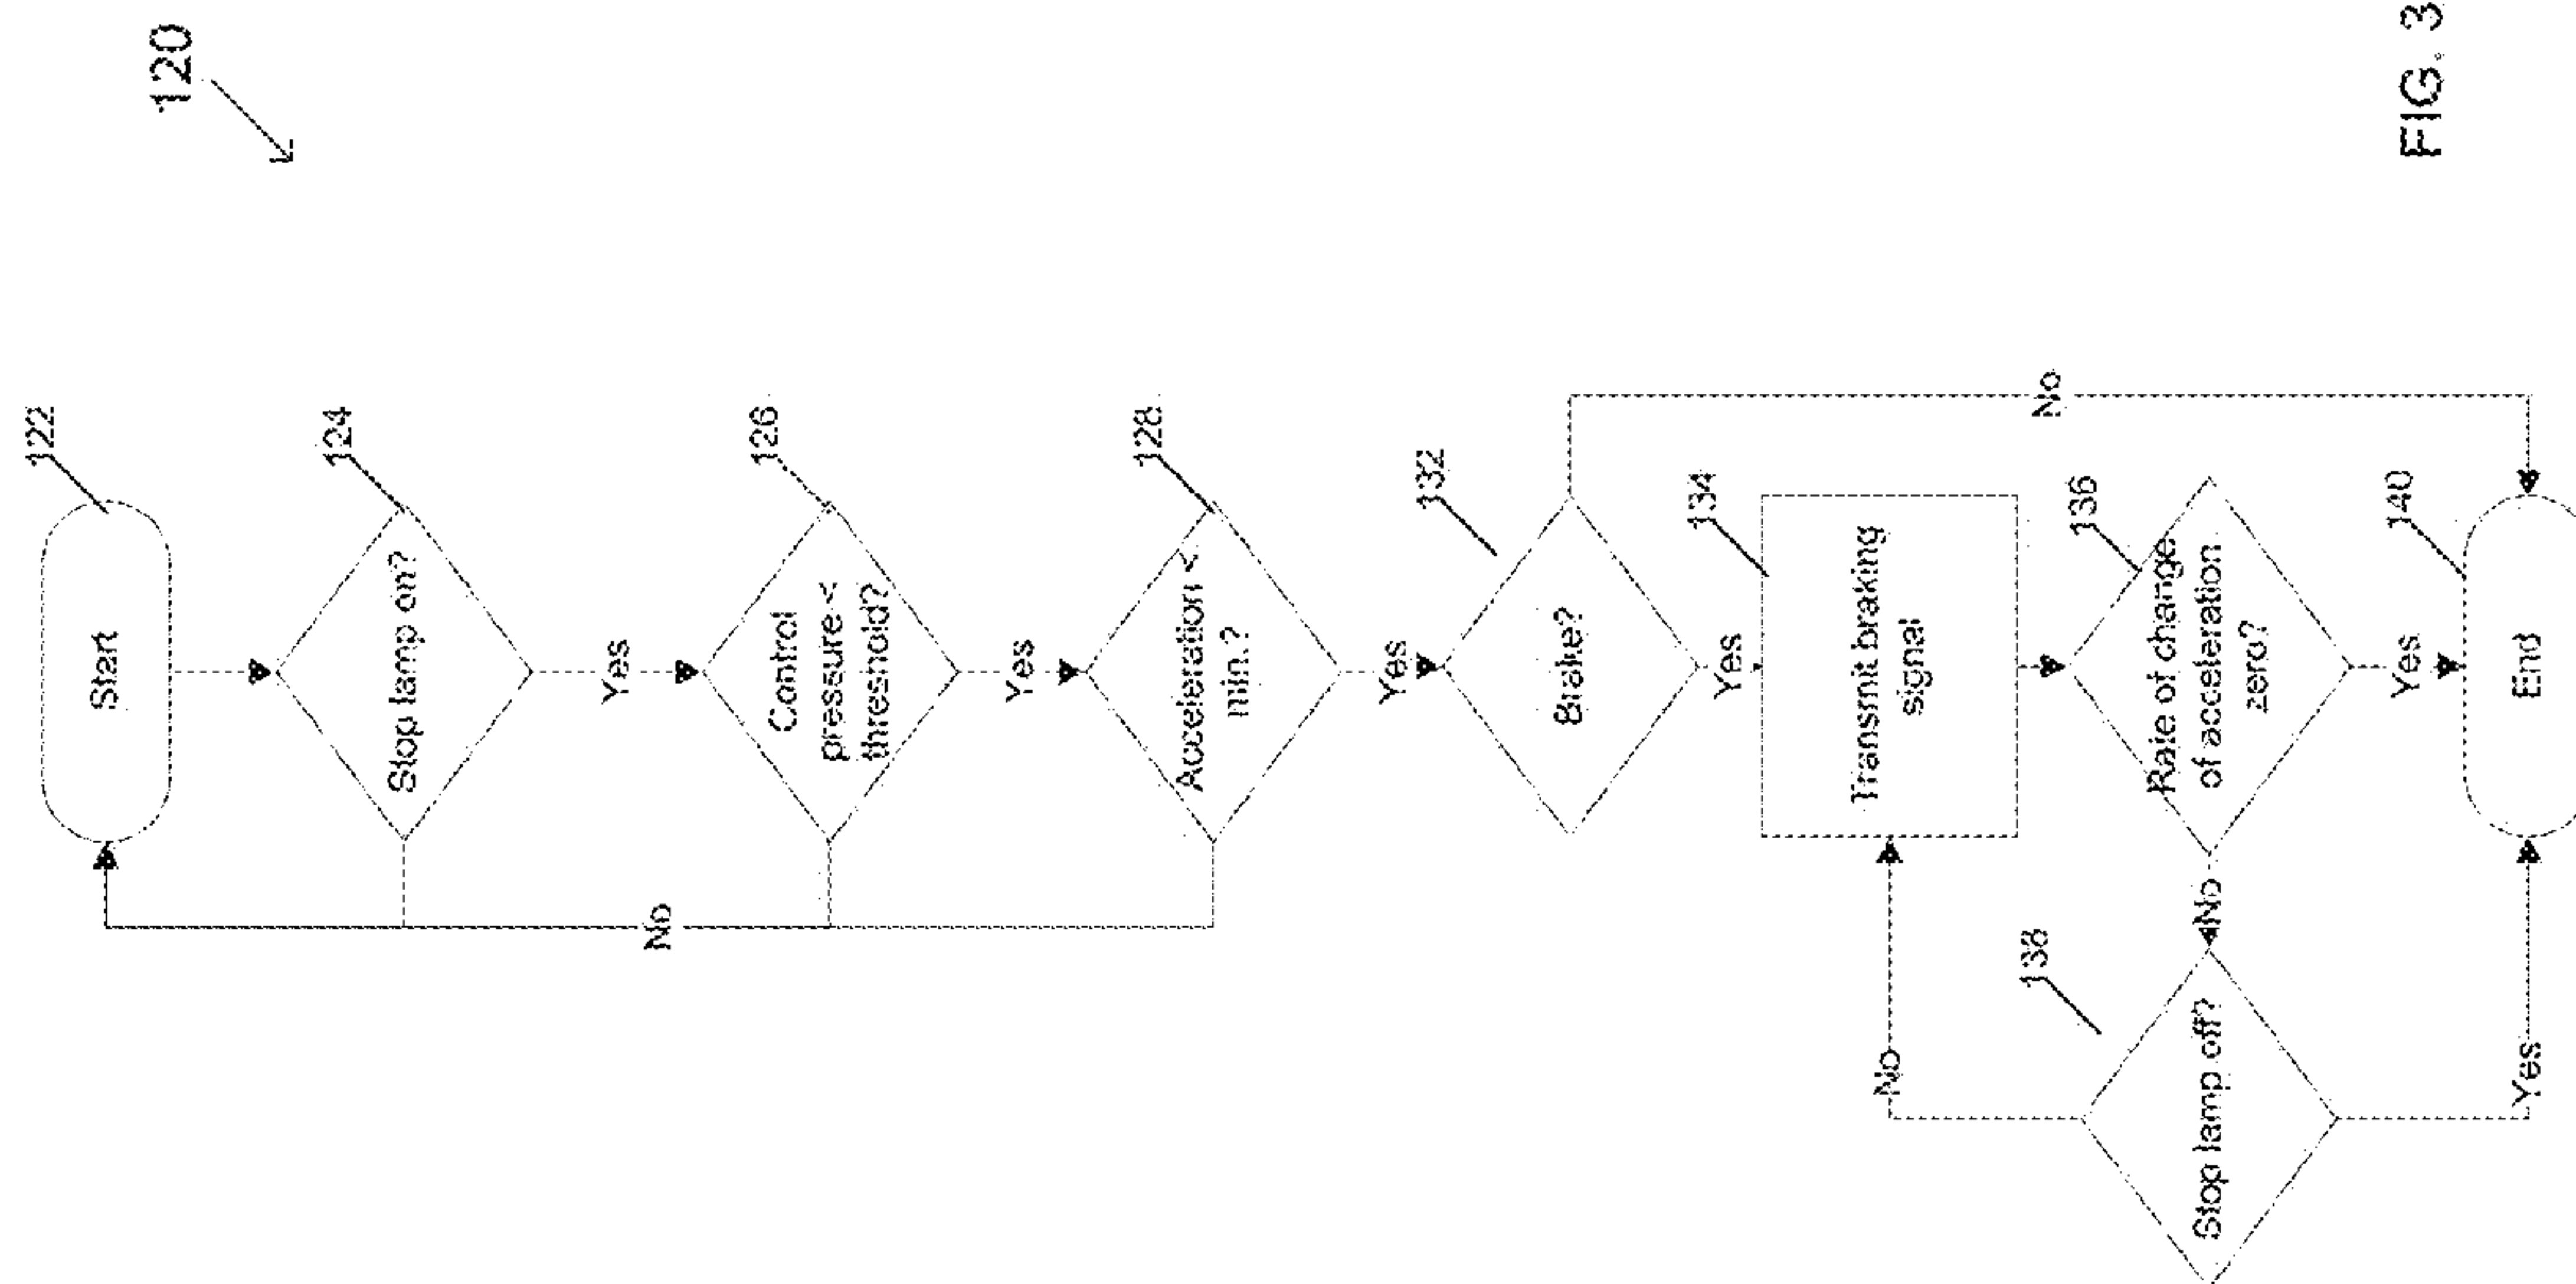 120
122
Start
124
Stop lamp on?
Yes
No
126
Control
pressure <
threshold?
Yes
128
Acceleration <
min.?
Yes
132
Brake?
No
Yes
134
Transmit braking
signal
136
Rate of change
of acceleration
zero?
No
Yes
138
Stop lamp off?
No
Yes
140
End
FIG. 3